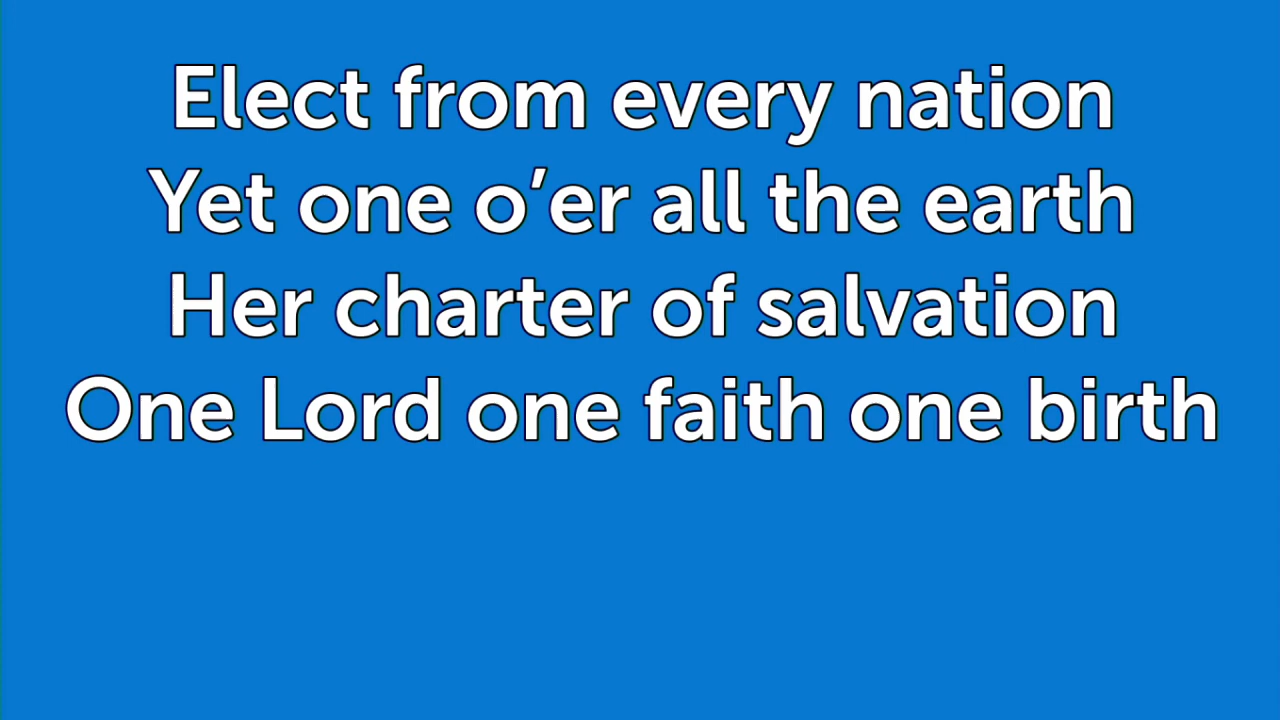 Elect from every nation
Yet one o’er all the earth
Her charter of salvation
One Lord one faith one birth